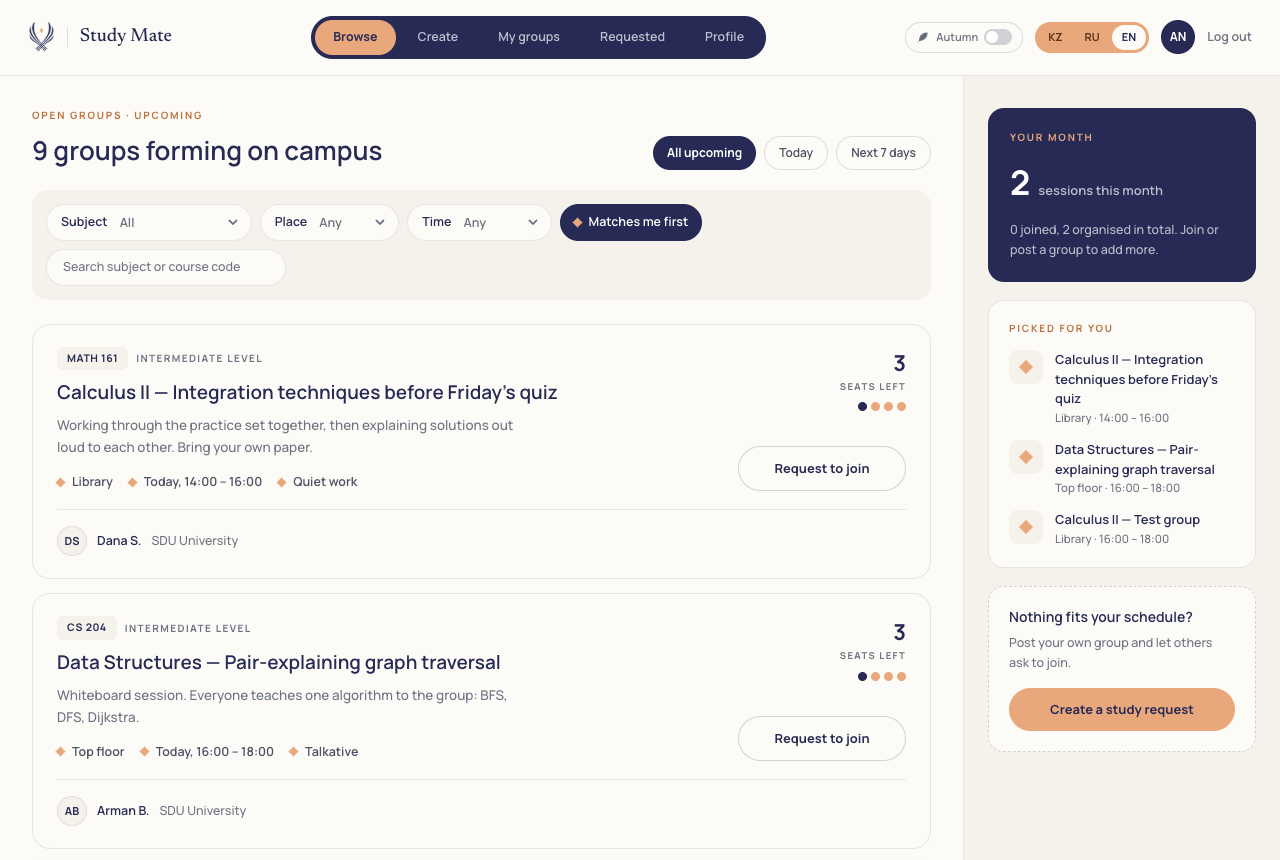 Study Mate
Browse
Create
My groups
Requested
Profile
Autumn
KZ
RU
EN
AN
Log out
OPEN GROUPS · UPCOMING
9 groups forming on campus
All upcoming
Today
Next 7 days
Subject All
Place Any
Time Any
Matches me first
Search subject or course code
MATH 161 INTERMEDIATE LEVEL
Calculus II — Integration techniques before Friday's quiz
Working through the practice set together, then explaining solutions out
loud to each other. Bring your own paper.
Library
Today, 14:00 – 16:00
Quiet work
3
SEATS LEFT
Request to join
DS Dana S. SDU University
CS 204 INTERMEDIATE LEVEL
Data Structures — Pair-explaining graph traversal
Whiteboard session. Everyone teaches one algorithm to the group: BFS,
DFS, Dijkstra.
Top floor
Today, 16:00 – 18:00
Talkative
3
SEATS LEFT
Request to join
AB Arman B. SDU University
YOUR MONTH
2 sessions this month
0 joined, 2 organised in total. Join or
post a group to add more.
PICKED FOR YOU
Calculus II — Integration
techniques before Friday's
quiz
Library · 14:00 – 16:00
Data Structures — Pair-
explaining graph traversal
Top floor · 16:00 – 18:00
Calculus II — Test group
Library · 16:00 – 18:00
Nothing fits your schedule?
Post your own group and let others
ask to join.
Create a study request